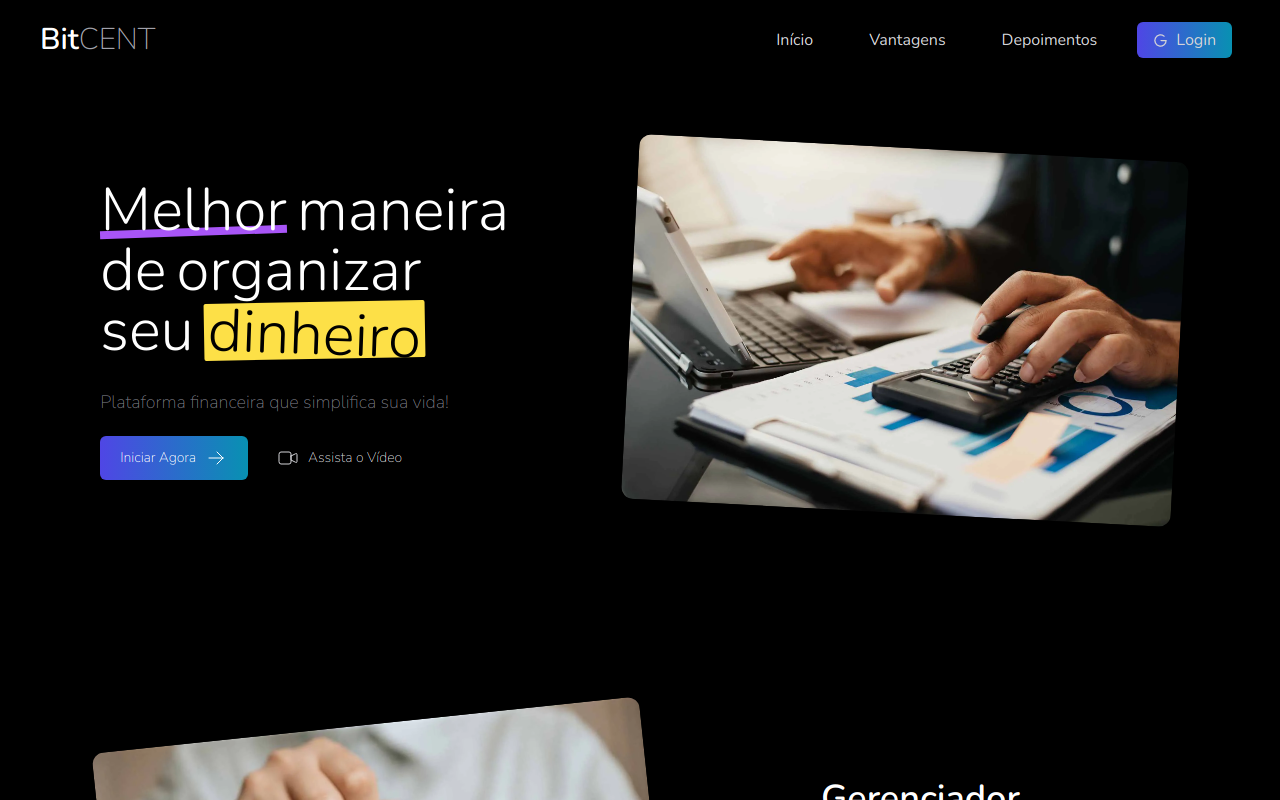 BitCENT
Início
Vantagens
Depoimentos
Login
Melhor maneira
de organizar
seu dinheiro
Plataforma financeira que simplifica sua vida!
Iniciar Agora
Assista o Vídeo
Gerenciador